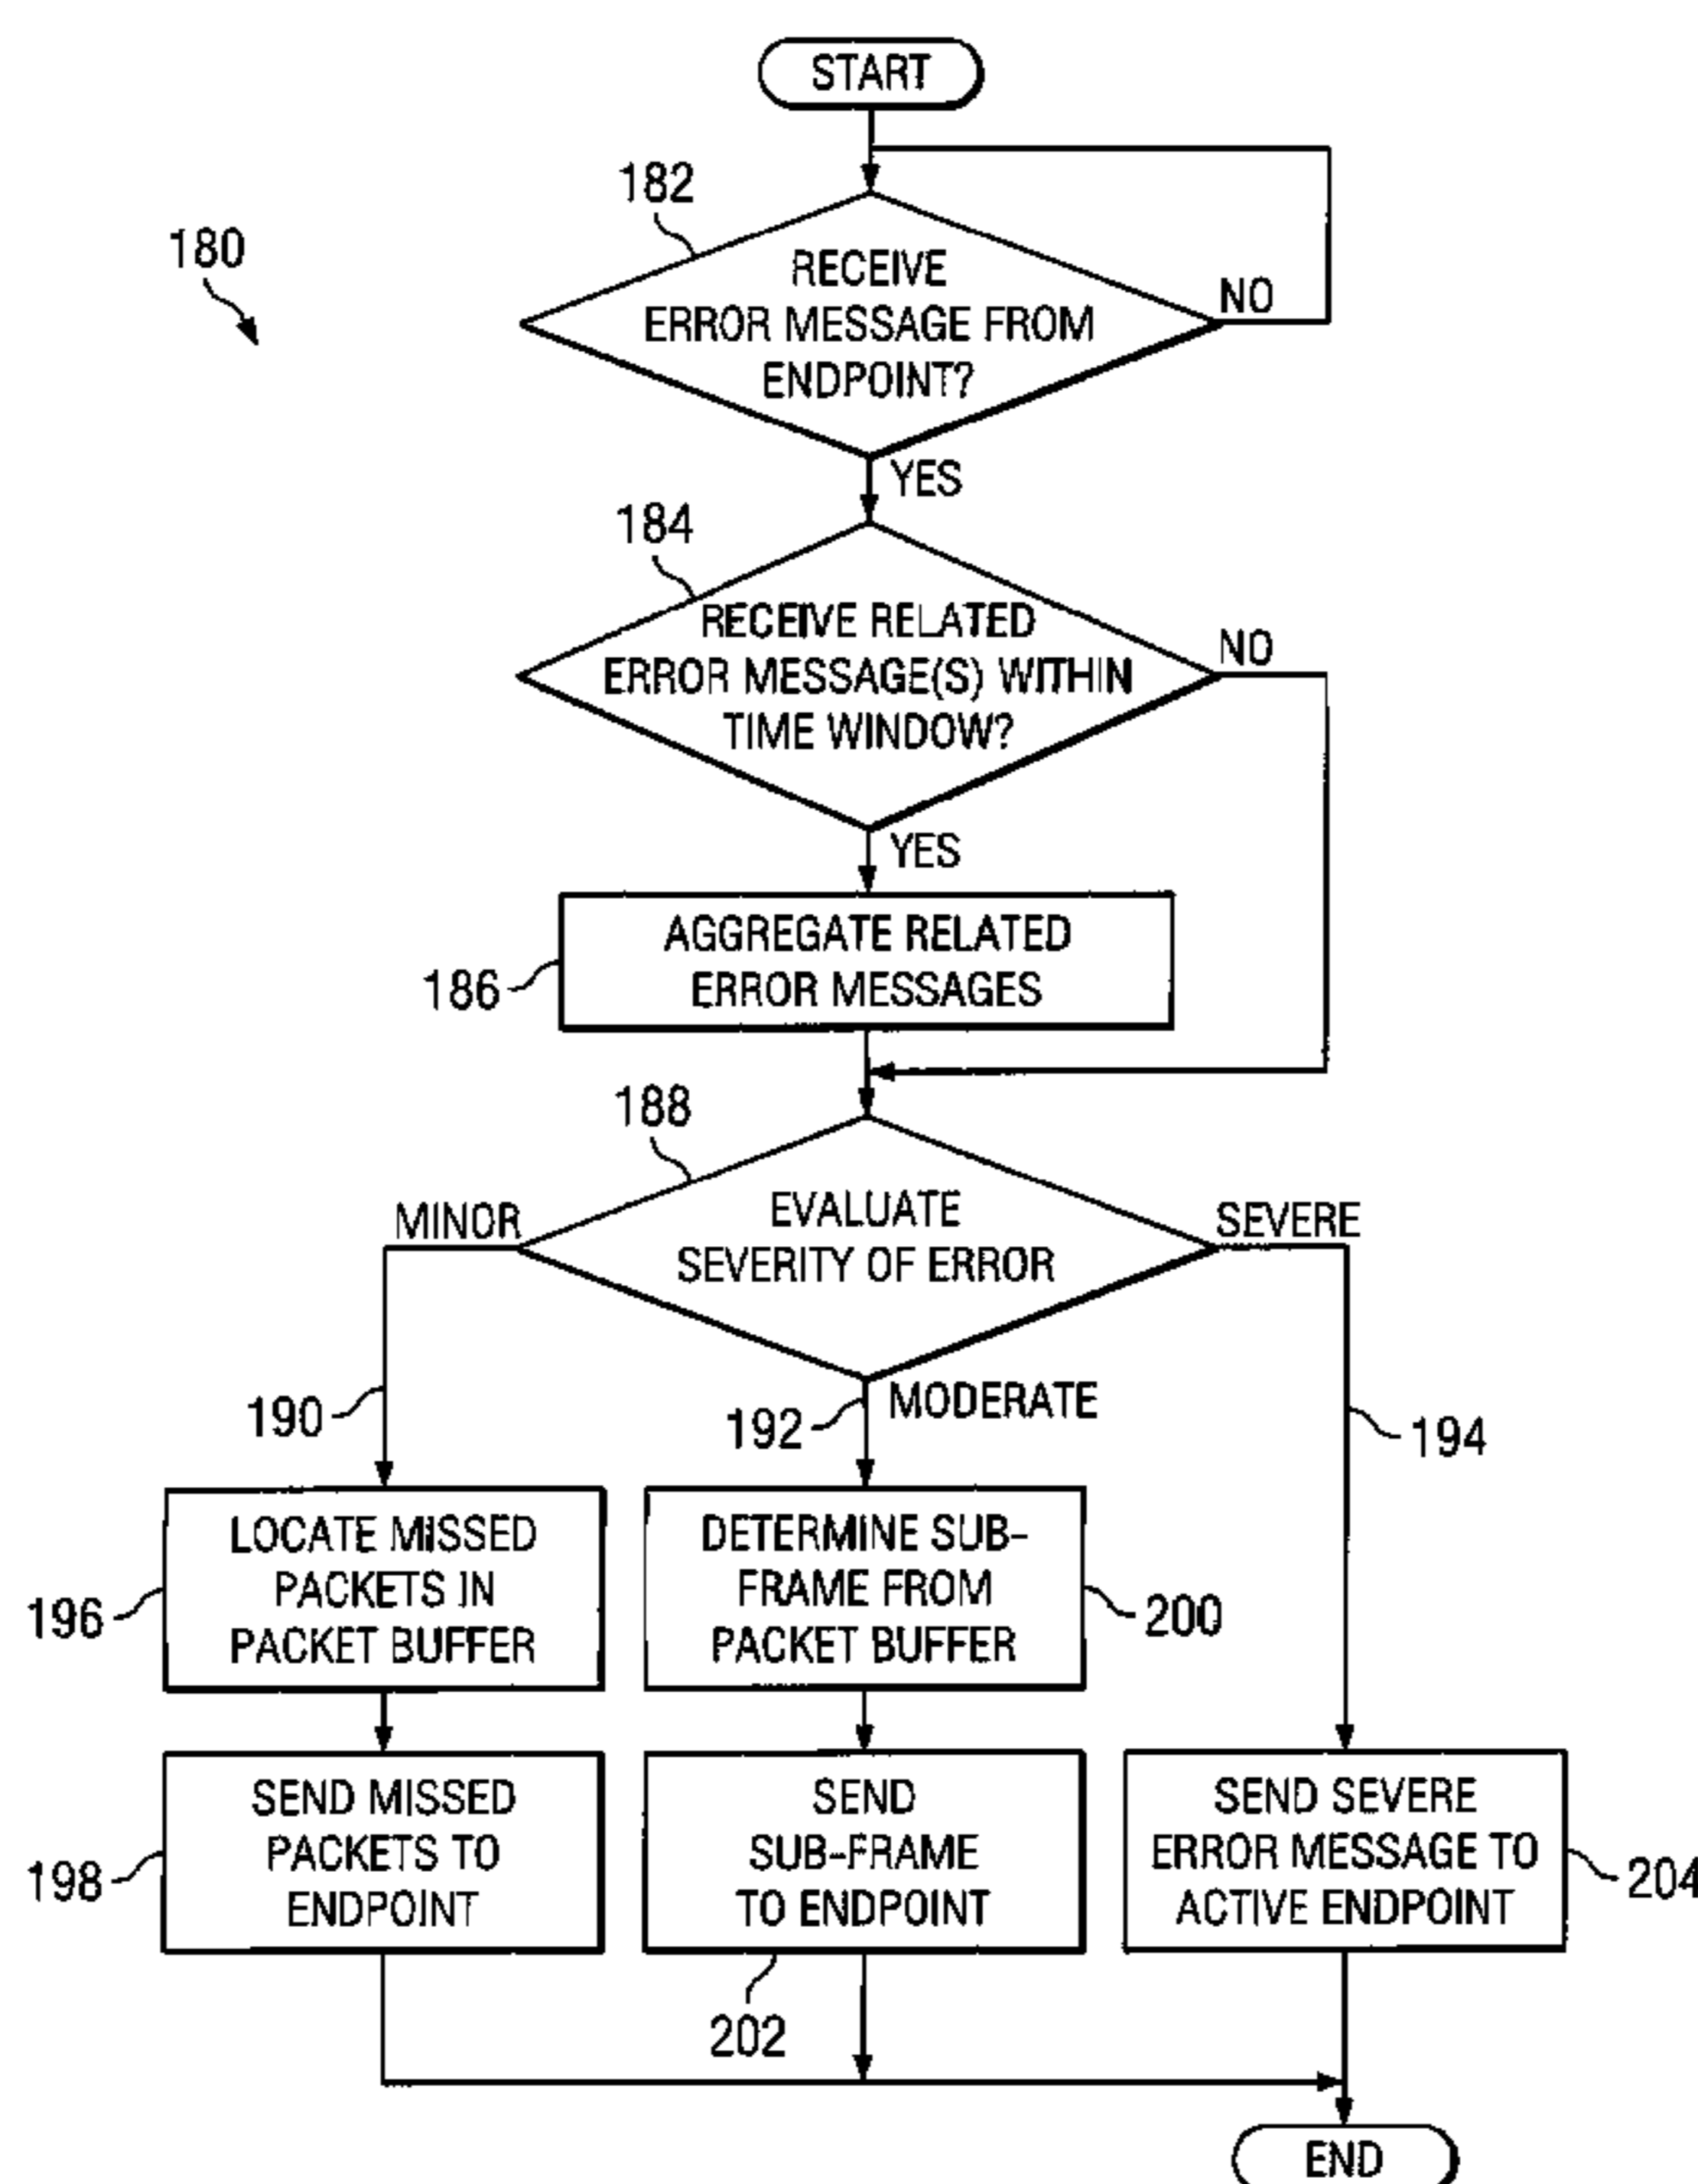 START
182
180
RECEIVE
ERROR MESSAGE FROM
ENDPOINT?
NO
YES
184
RECEIVE RELATED
ERROR MESSAGE(S) WITHIN
TIME WINDOW?
NO
YES
AGGREGATE RELATED
ERROR MESSAGES
186
188
EVALUATE
SEVERITY OF ERROR
MINOR
SEVERE
MODERATE
190
192
194
LOCATE MISSED
PACKETS IN
PACKET BUFFER
196
DETERMINE SUB-
FRAME FROM
PACKET BUFFER
200
SEND MISSED
PACKETS TO
ENDPOINT
198
SEND
SUB-FRAME
TO ENDPOINT
202
SEND SEVERE
ERROR MESSAGE TO
ACTIVE ENDPOINT
204
END